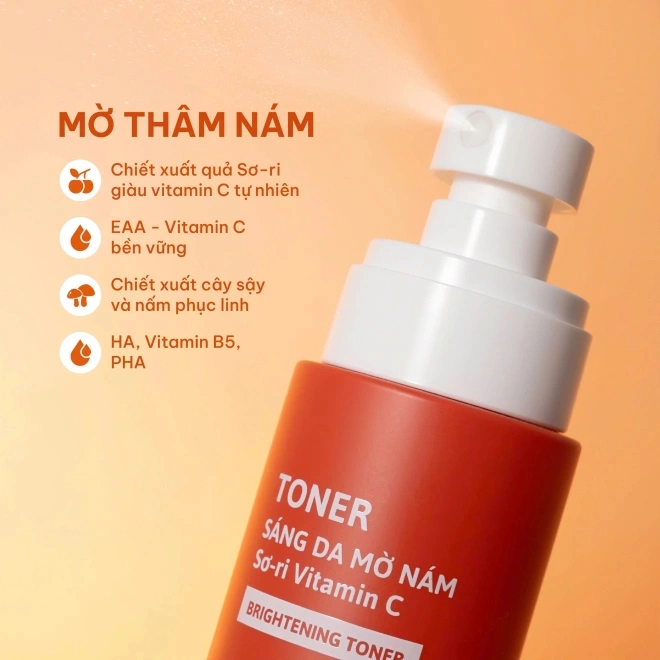 MỜ THÂM NÁM
Chiết xuất quả Sơ-ri
giàu vitamin C tự nhiên
EAA - Vitamin C
bền vững
Chiết xuất cây sậy
và nấm phục linh
HA, Vitamin B5,
PHA
TONER
SÁNG DA MỜ NÁM
Sơ-ri Vitamin C
BRIGHTENING TONER